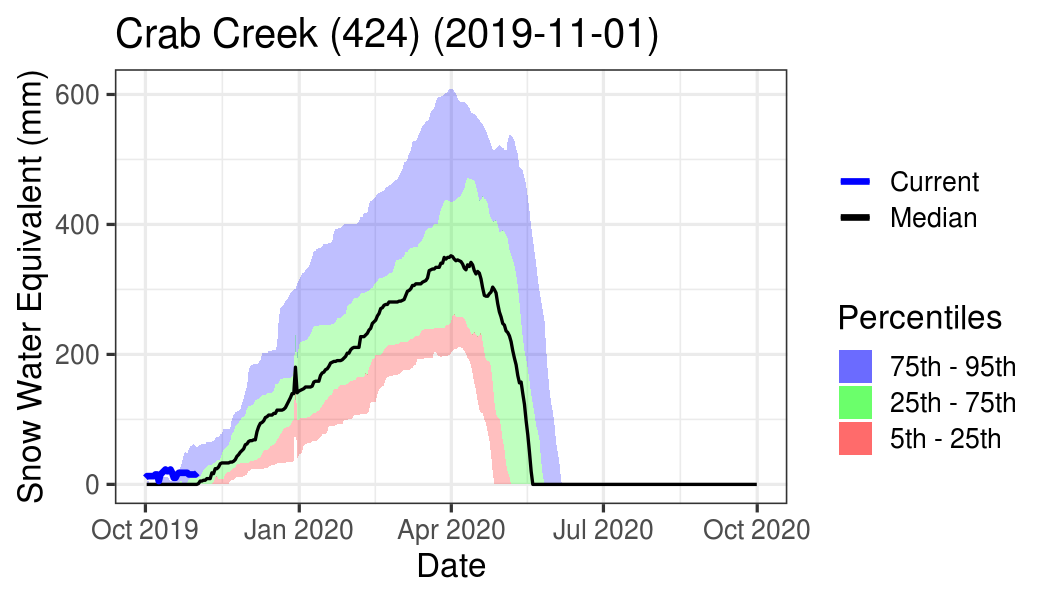 Crab Creek (424) (2019-11-01)
Snow Water Equivalent (mm)
600
400
200
0
Oct 2019
Jan 2020
Apr 2020
Jul 2020
Oct 2020
Date
Current
Median
Percentiles
75th - 95th
25th - 75th
5th - 25th